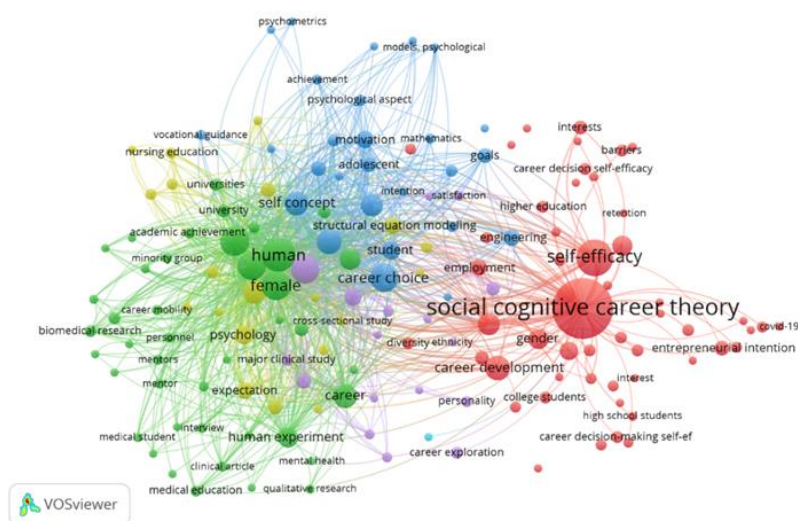 psychometrics
models, psychological
achievement
psychological aspect
vocational guidance
motivation
mathematics
interests
nursing education
adolescent
goals
barriers
career decision self-efficacy
universities
intention
satisfaction
self concept
higher education
retention
university
structural equation modeling
engineering
academic achievement
student
human
self-efficacy
minority group
employment
female
career choice
career mobility
social cognitive career theory
cross-sectional study
biomedical research
personnel
psychology
diversity ethnicity
gender
covid-19
mentors
major clinical study
entrepreneurial intention
career development
mentor
expectation
career
interest
personality
college students
high school students
medical student
interview
human experiment
career decision-making self-ef
clinical article
mental health
career exploration
medical education
qualitative research
VOSviewer